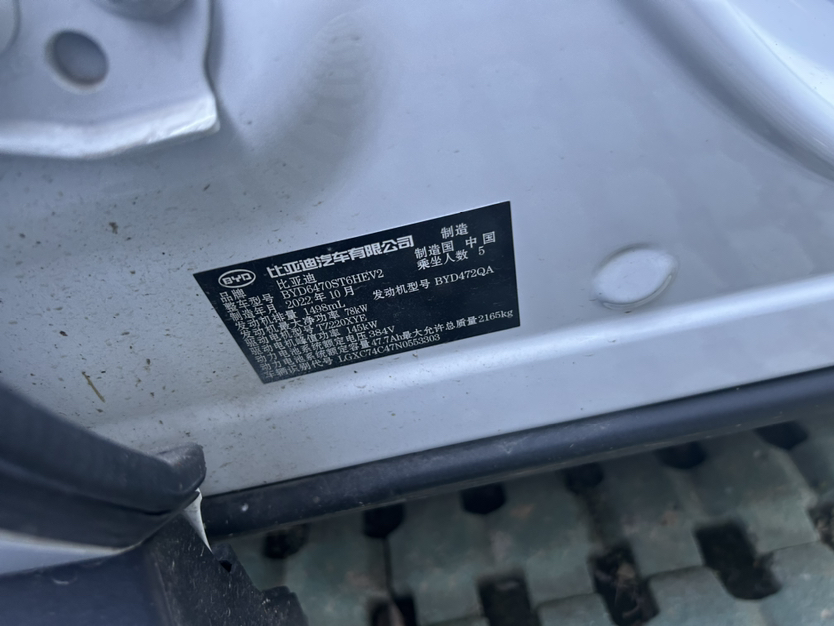 BYD 比亚迪汽车有限公司 制造
品牌 比亚迪 制造国 中国
整车型号 BYD6470ST6HEV2 乘坐人数 5
制造年月 2022年10月 发动机型号 BYD472QA
发动机排量 1498mL
发动机最大净功率 78kW
驱动电机型号 TZ220XYE
驱动电机峰值功率 145kW
动力电池系统额定电压 384V
动力电池系统额定容量 47.7Ah 最大允许总质量 2165kg
车辆识别代号 LGXC74C47N0553303